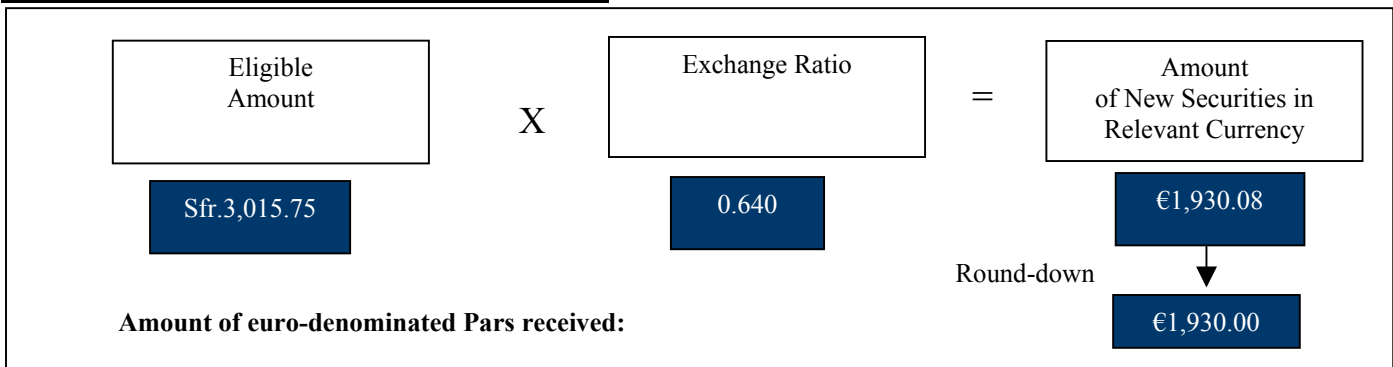 Eligible
Amount
X
Exchange Ratio
=
Amount
of New Securities in
Relevant Currency
Sfr.3,015.75
0.640
€1,930.08
Round-down
Amount of euro-denominated Pars received:
€1,930.00